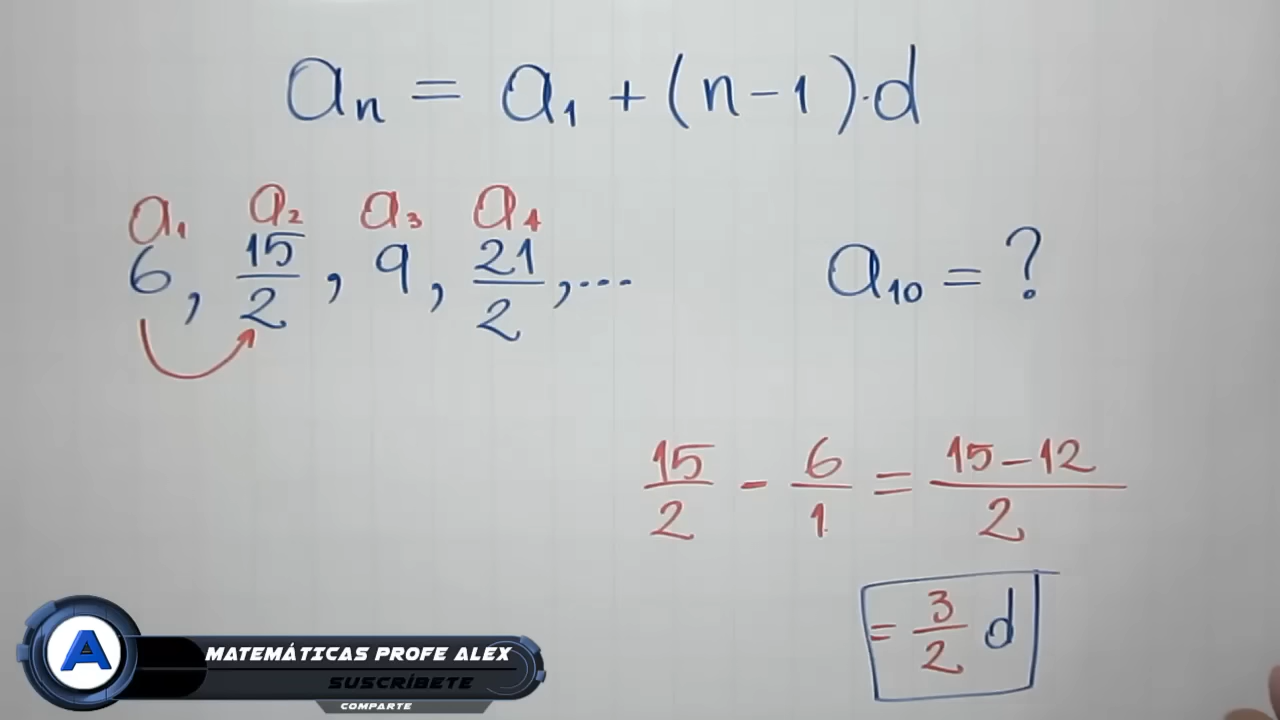 aₙ = a₁ + (n-1)·d
a₁ a₂ a₃ a₄
6, 15/2, 9, 21/2, ...
a₁₀ = ?
15/2 - 6/1 = (15-12)/2
= 3/2 d
A
MATEMÁTICAS PROFE ALEX
SUSCRÍBETE
COMPARTE